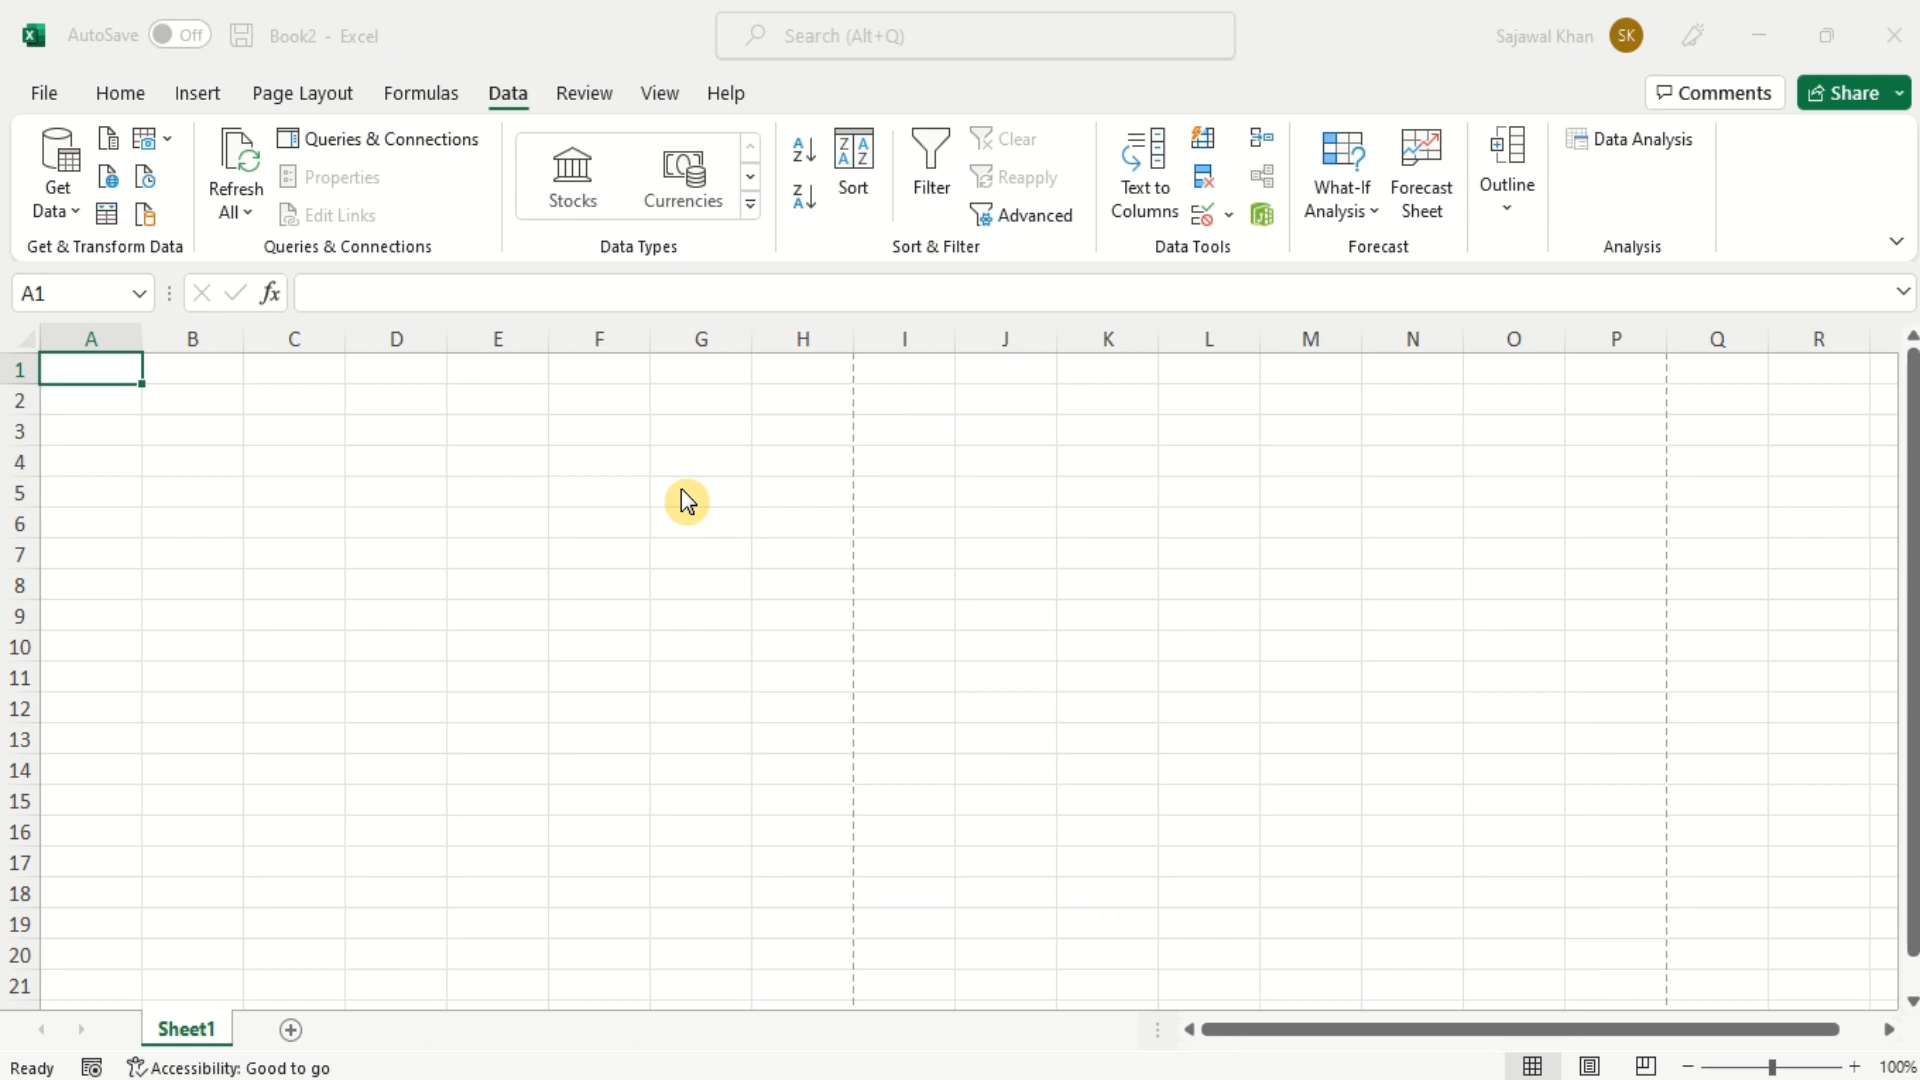 AutoSave Off Book2 - Excel Search (Alt+Q) Sajawal Khan SK
File Home Insert Page Layout Formulas Data Review View Help Comments Share
Get Data
Refresh All
Queries & Connections
Properties
Edit Links
Stocks
Currencies
Sort
Filter
Clear
Reapply
Advanced
Text to Columns
What-If Analysis
Forecast Sheet
Outline
Data Analysis
Get & Transform Data Queries & Connections Data Types Sort & Filter Data Tools Forecast Analysis
A1 fx
A B C D E F G H I J K L M N O P Q R
1
2
3
4
5
6
7
8
9
10
11
12
13
14
15
16
17
18
19
20
21
Sheet1
Ready Accessibility: Good to go 100%